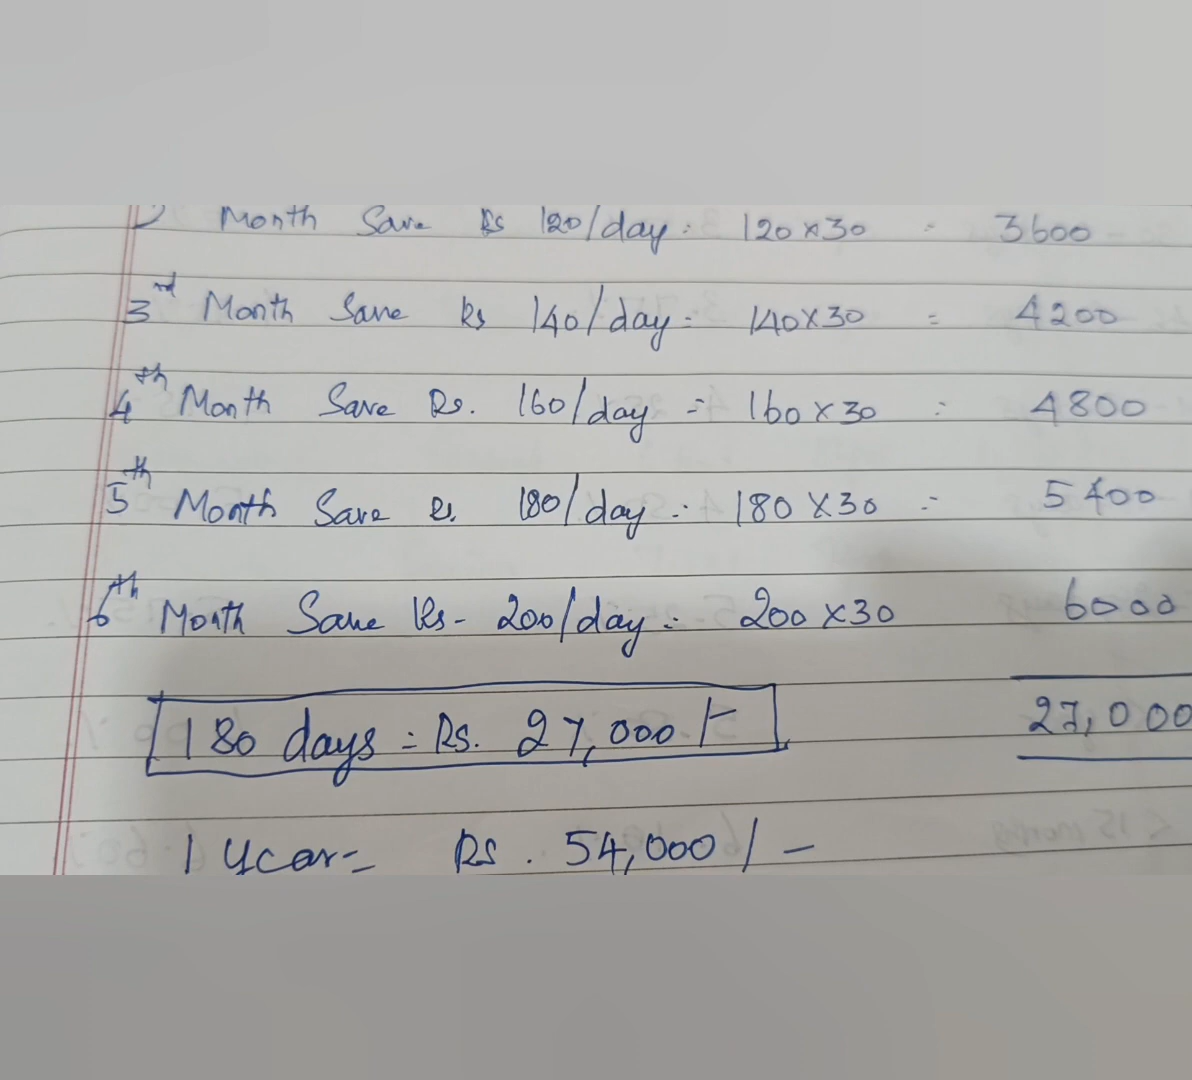 Month Save Rs 120/day = 120 x 30 = 3600
3rd Month Save Rs 140/day = 140 x 30 = 4200
4th Month Save Rs. 160/day = 160 x 30 = 4800
5th Month Save Rs. 180/day = 180 x 30 = 5400
6th Month Save Rs- 200/day = 200 x 30 6000
180 days = Rs. 27,000/- 27,000
1 year = Rs. 54,000/-